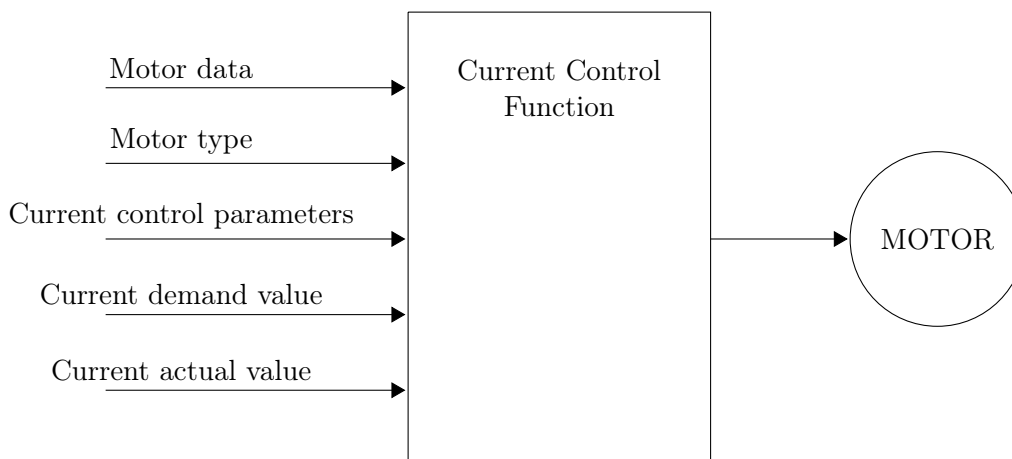 Motor data
Motor type
Current control parameters
Current demand value
Current actual value
Current Control
Function
MOTOR